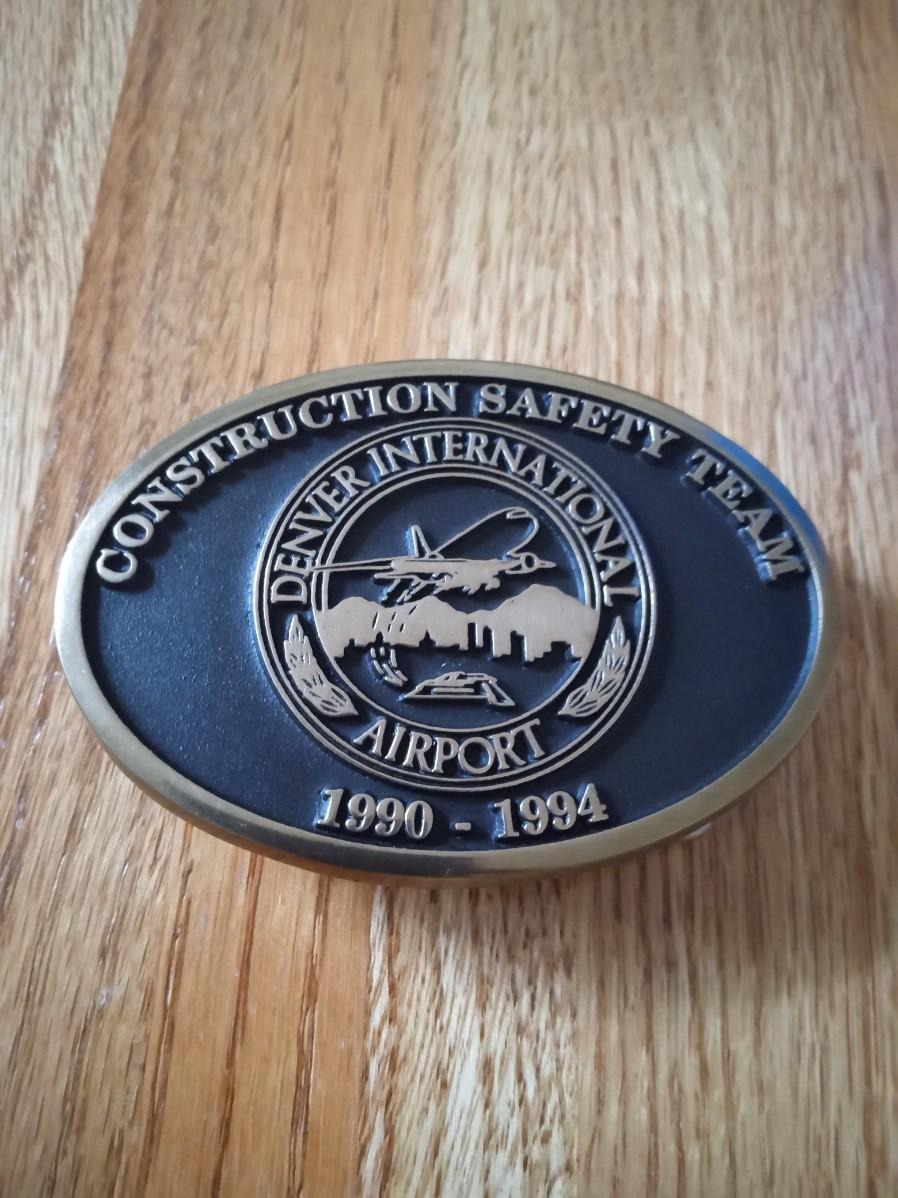 CONSTRUCTION SAFETY TEAM
DENVER INTERNATIONAL
AIRPORT
1990 - 1994